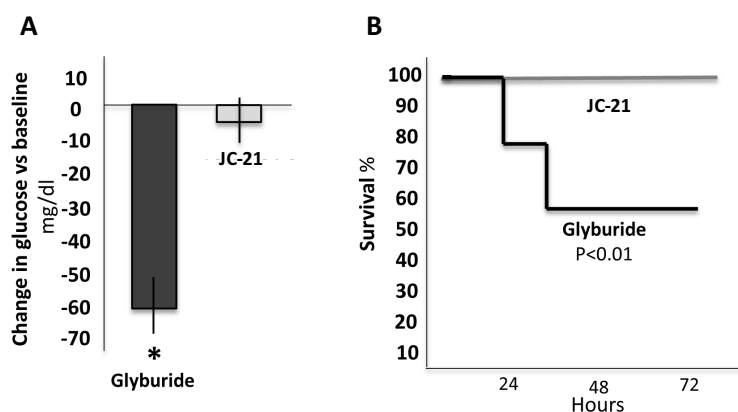 A
Change in glucose vs baseline
mg/dl
10
0
-10
-20
-30
-40
-50
-60
-70
JC-21
*
Glyburide
B
Survival %
100
90
80
70
60
50
40
30
20
10
JC-21
Glyburide
P<0.01
24 48 72
Hours